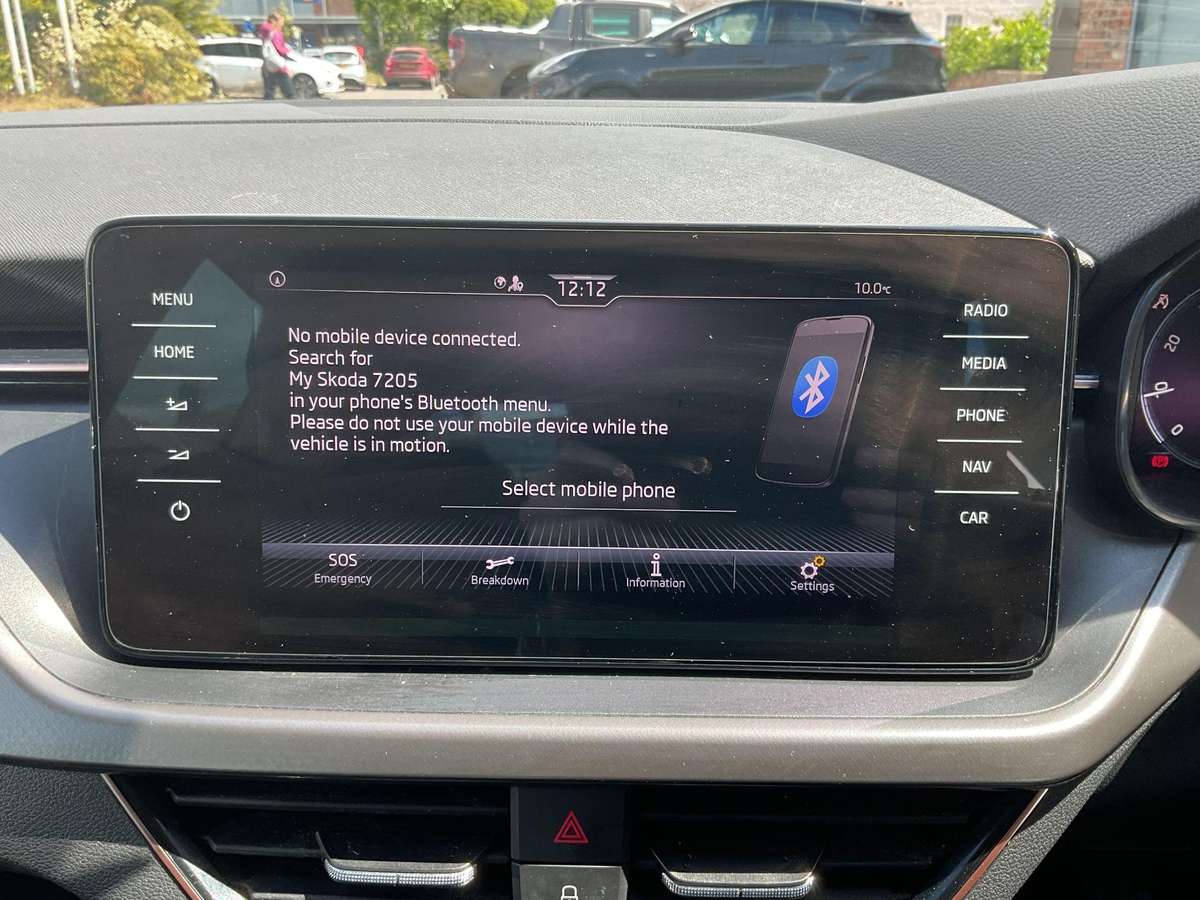 12:12
10.0°C
MENU
HOME
No mobile device connected.
Search for
My Skoda 7205
in your phone's Bluetooth menu.
Please do not use your mobile device while the
vehicle is in motion.
Select mobile phone
SOS
Emergency
Breakdown
Information
Settings
RADIO
MEDIA
PHONE
NAV
CAR
20
10
0